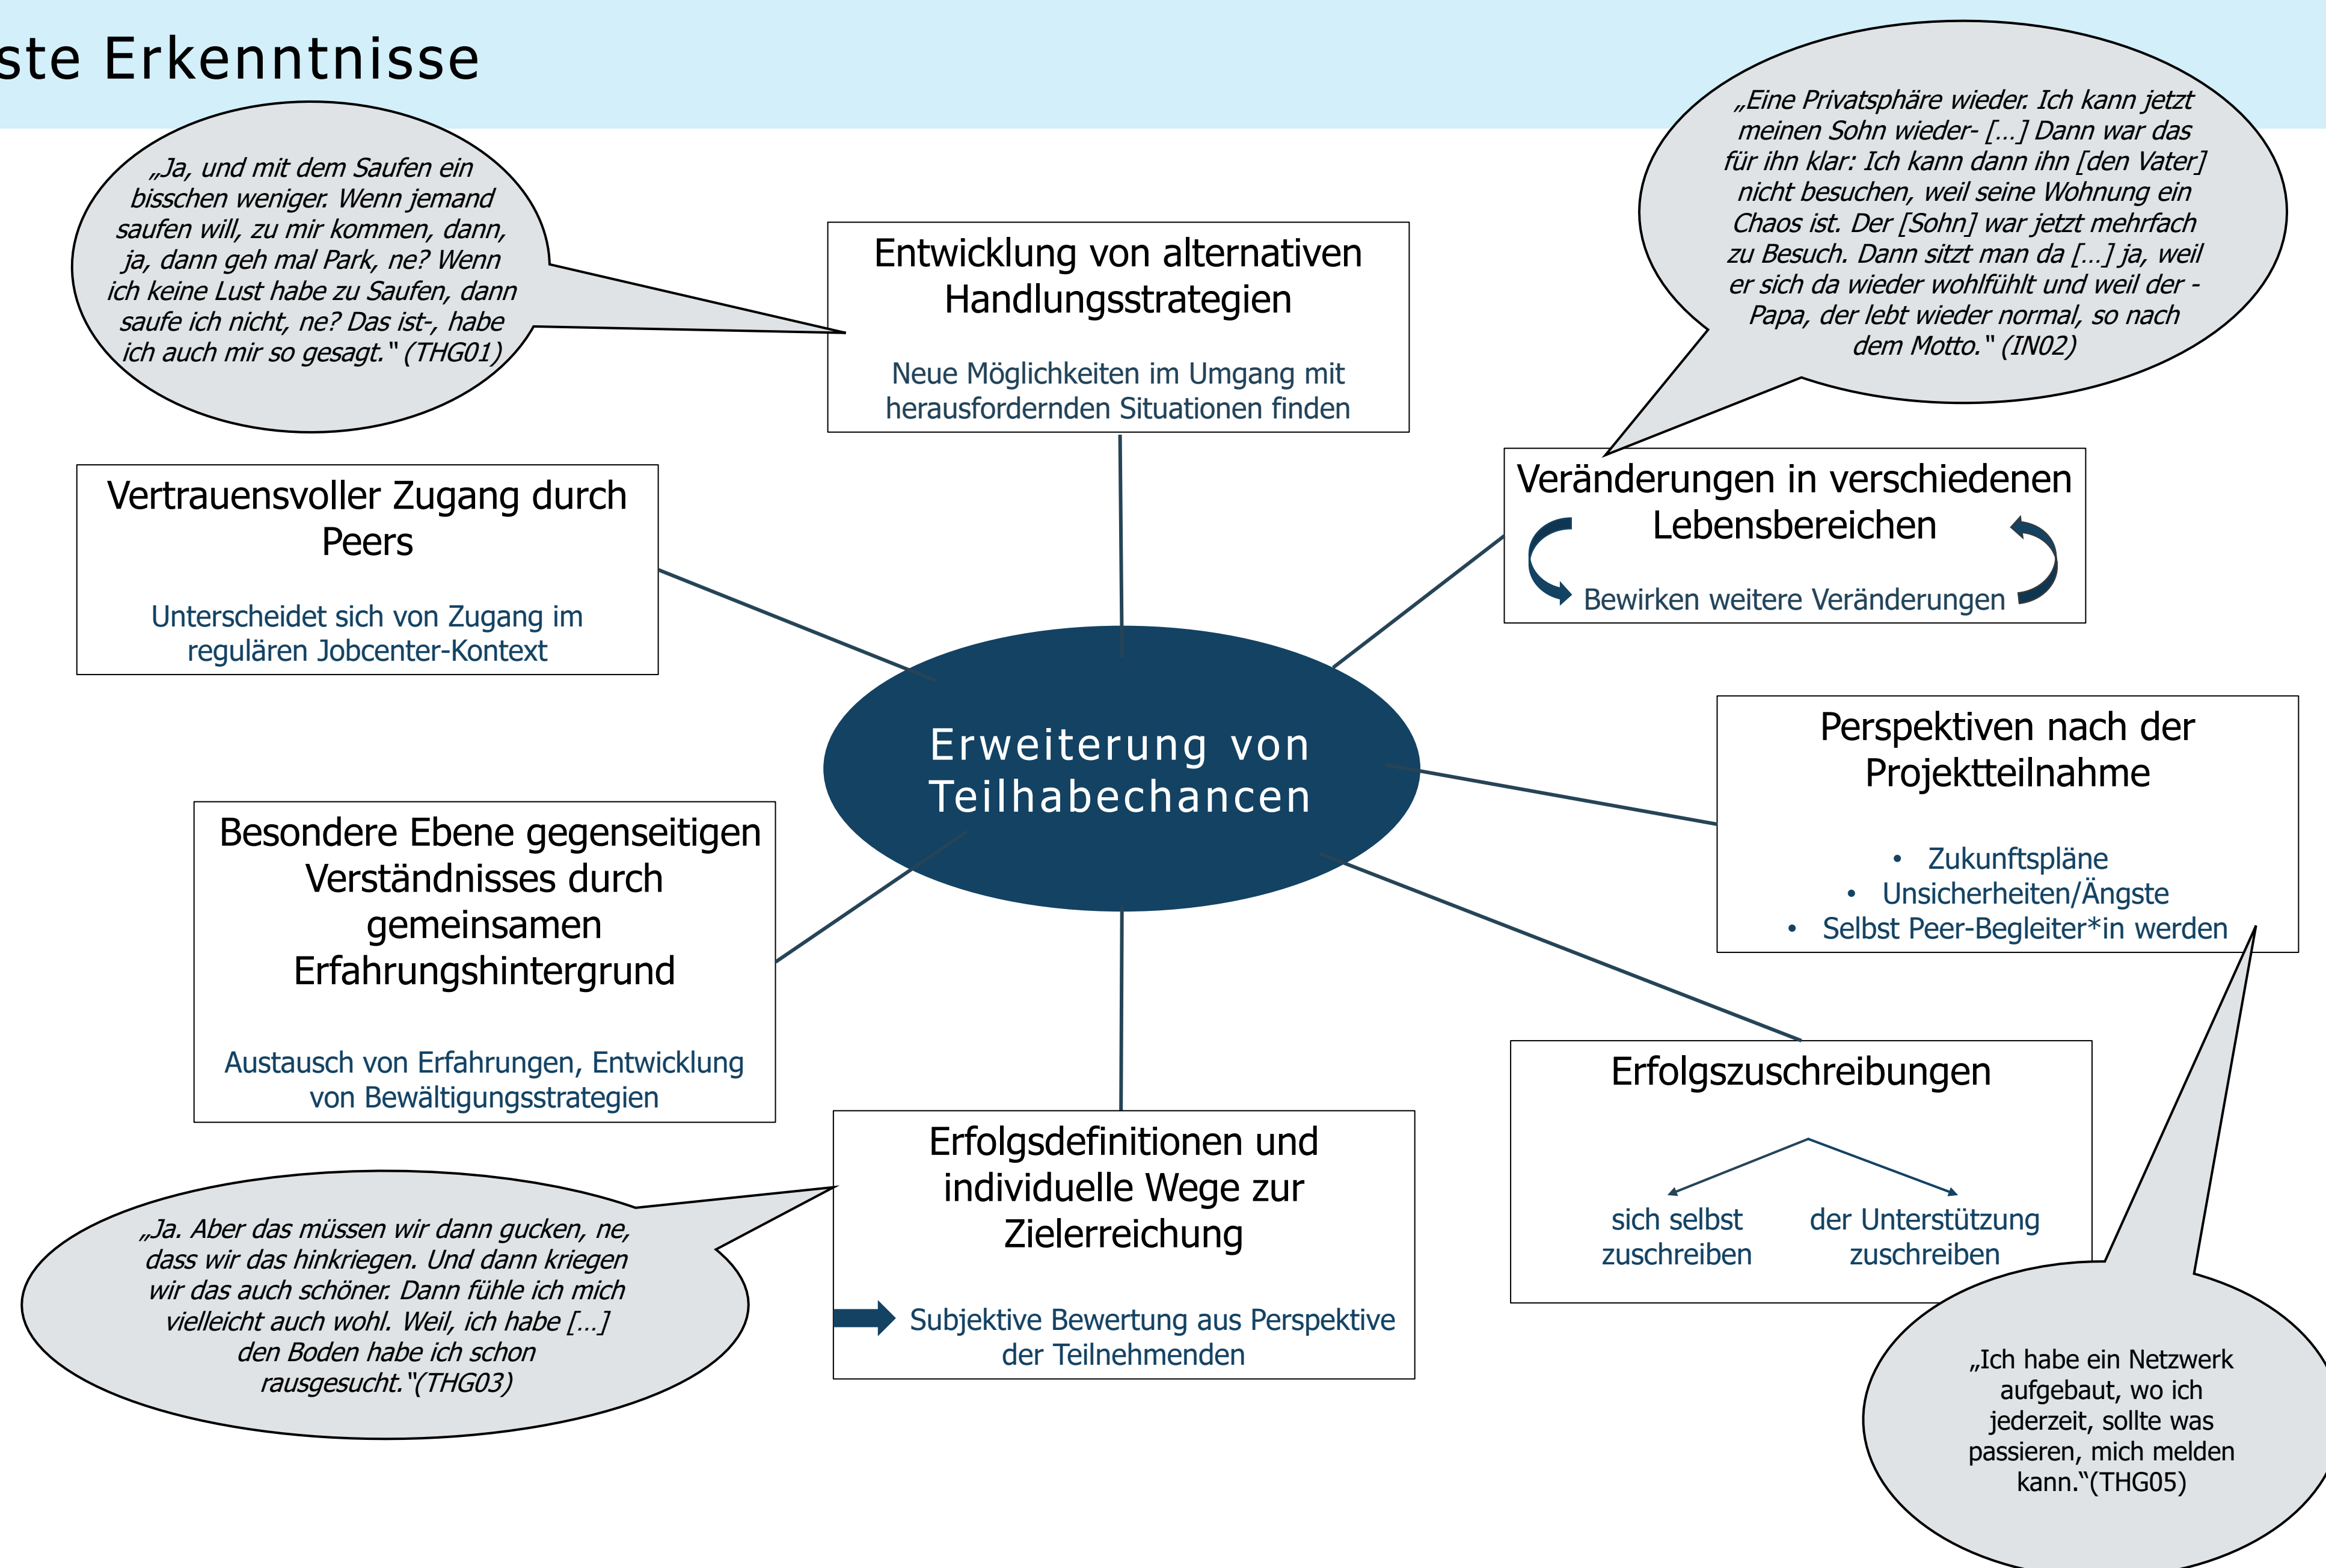 ste Erkenntnisse
„Ja, und mit dem Saufen ein
bisschen weniger. Wenn jemand
saufen will, zu mir kommen, dann,
ja, dann geh mal Park, ne? Wenn
ich keine Lust habe zu Saufen, dann
saufe ich nicht, ne? Das ist-, habe
ich auch mir so gesagt." (THG01)
„Eine Privatsphäre wieder. Ich kann jetzt
meinen Sohn wieder- [...] Dann war das
für ihn klar: Ich kann dann ihn [den Vater]
nicht besuchen, weil seine Wohnung ein
Chaos ist. Der [Sohn] war jetzt mehrfach
zu Besuch. Dann sitzt man da [...] ja, weil
er sich da wieder wohlfühlt und weil der -
Papa, der lebt wieder normal, so nach
dem Motto." (IN02)
Entwicklung von alternativen
Handlungsstrategien
Neue Möglichkeiten im Umgang mit
herausfordernden Situationen finden
Vertrauensvoller Zugang durch
Peers
Unterscheidet sich von Zugang im
regulären Jobcenter-Kontext
Veränderungen in verschiedenen
Lebensbereichen
Bewirken weitere Veränderungen
Erweiterung von
Teilhabechancen
Perspektiven nach der
Projektteilnahme
• Zukunftspläne
• Unsicherheiten/Ängste
• Selbst Peer-Begleiter*in werden
Besondere Ebene gegenseitigen
Verständnisses durch
gemeinsamen
Erfahrungshintergrund
Austausch von Erfahrungen, Entwicklung
von Bewältigungsstrategien
Erfolgsdefinitionen und
individuelle Wege zur
Zielerreichung
Subjektive Bewertung aus Perspektive
der Teilnehmenden
Erfolgszuschreibungen
sich selbst
zuschreiben
der Unterstützung
zuschreiben
„Ja. Aber das müssen wir dann gucken, ne,
dass wir das hinkriegen. Und dann kriegen
wir das auch schöner. Dann fühle ich mich
vielleicht auch wohl. Weil, ich habe [...]
den Boden habe ich schon
rausgesucht."(THG03)
„Ich habe ein Netzwerk
aufgebaut, wo ich
jederzeit, sollte was
passieren, mich melden
kann.“(THG05)